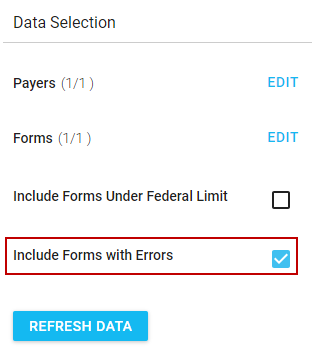 Data Selection
Payers (1/1 ) EDIT
Forms (1/1 ) EDIT
Include Forms Under Federal Limit
Include Forms with Errors
REFRESH DATA